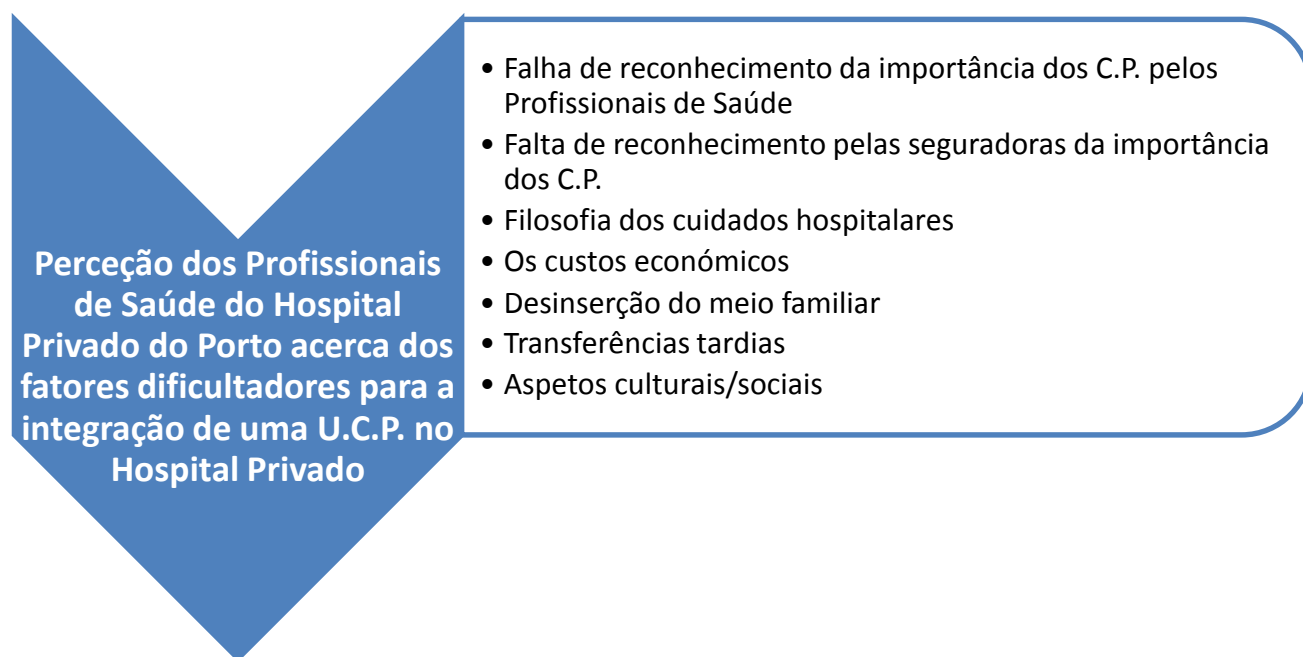 Perceção dos Profissionais
de Saúde do Hospital
Privado do Porto acerca dos
fatores dificultadores para a
integração de uma U.C.P. no
Hospital Privado
• Falha de reconhecimento da importância dos C.P. pelos
Profissionais de Saúde
• Falta de reconhecimento pelas seguradoras da importância
dos C.P.
• Filosofia dos cuidados hospitalares
• Os custos económicos
• Desinserção do meio familiar
• Transferências tardias
• Aspetos culturais/sociais